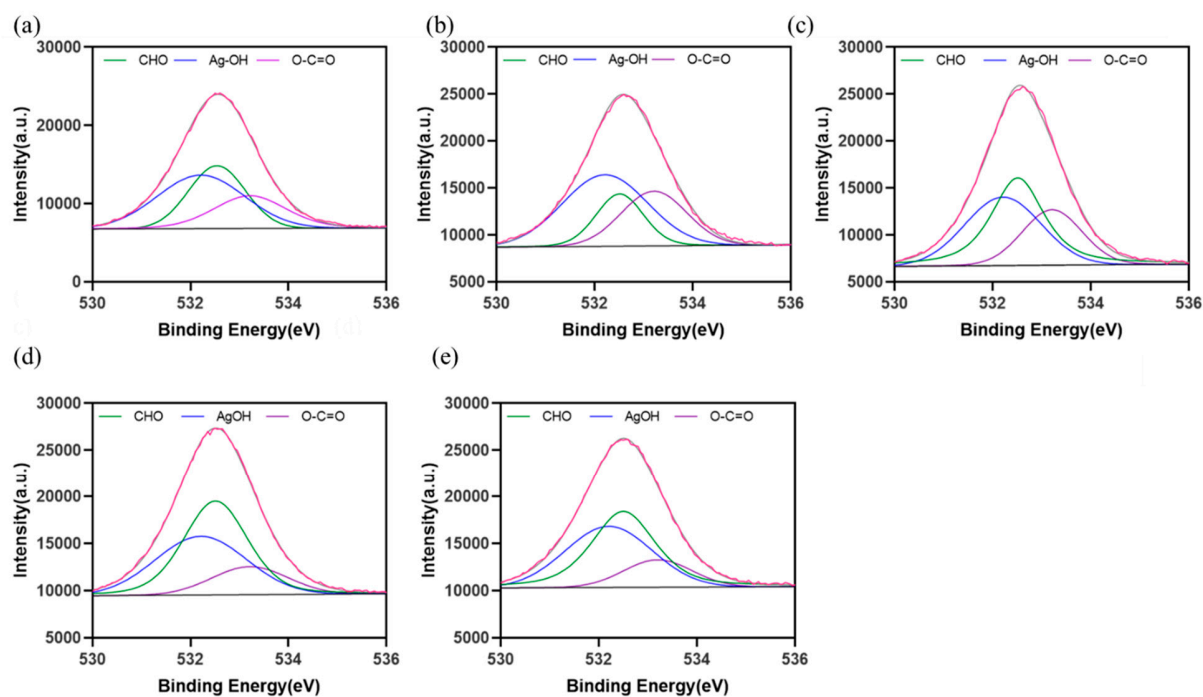 (a)
(b)
(c)
30000
20000
10000
0
Intensity(a.u.)
CHO Ag-OH O-C=O
530 532 534 536
Binding Energy(eV)
30000
25000
20000
15000
10000
5000
Intensity(a.u.)
CHO Ag-OH O-C=O
530 532 534 536
Binding Energy(eV)
30000
25000
20000
15000
10000
5000
Intensity(a.u.)
CHO Ag-OH O-C=O
530 532 534 536
Binding Energy(eV)
(d)
(d)
(e)
30000
25000
20000
15000
10000
5000
Intensity(a.u.)
CHO AgOH O-C=O
530 532 534 536
Binding Energy(eV)
30000
25000
20000
15000
10000
5000
Intensity(a.u.)
CHO AgOH O-C=O
530 532 534 536
Binding Energy(eV)